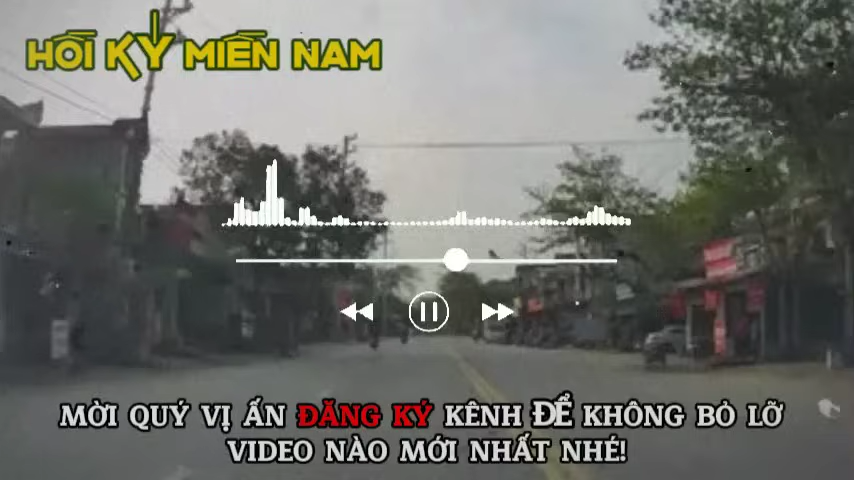 HỒI KÝ MIỀN NAM
MỜI QUÝ VỊ ẤN ĐĂNG KÝ KÊNH ĐỂ KHÔNG BỎ LỠ
VIDEO NÀO MỚI NHẤT NHÉ!